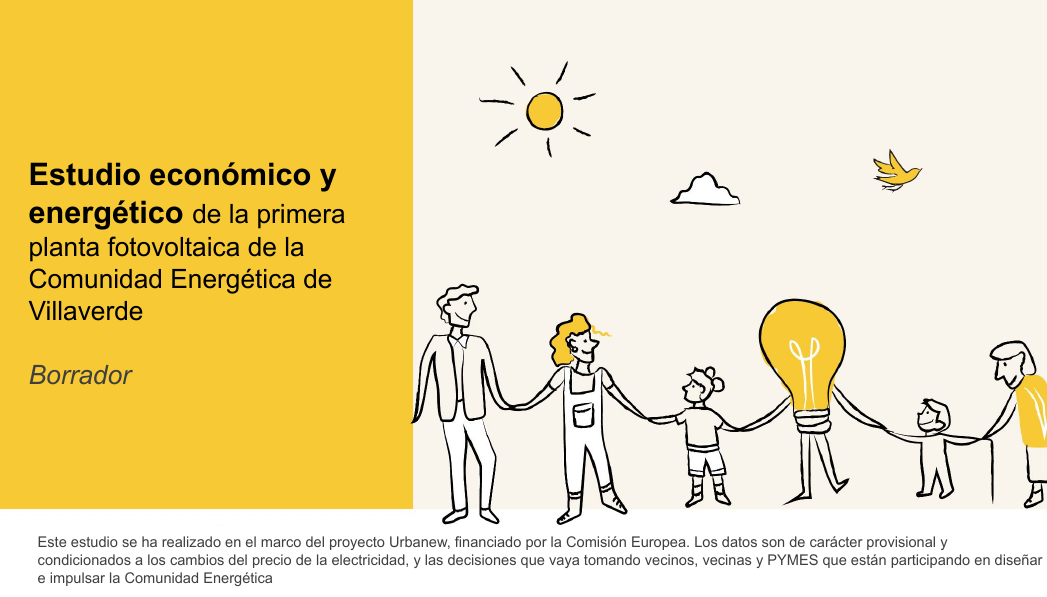 Estudio económico y
energético de la primera
planta fotovoltaica de la
Comunidad Energética de
Villaverde
Borrador
Este estudio se ha realizado en el marco del proyecto Urbanew, financiado por la Comisión Europea. Los datos son de carácter provisional y
condicionados a los cambios del precio de la electricidad, y las decisiones que vaya tomando vecinos, vecinas y PYMES que están participando en diseñar
e impulsar la Comunidad Energética